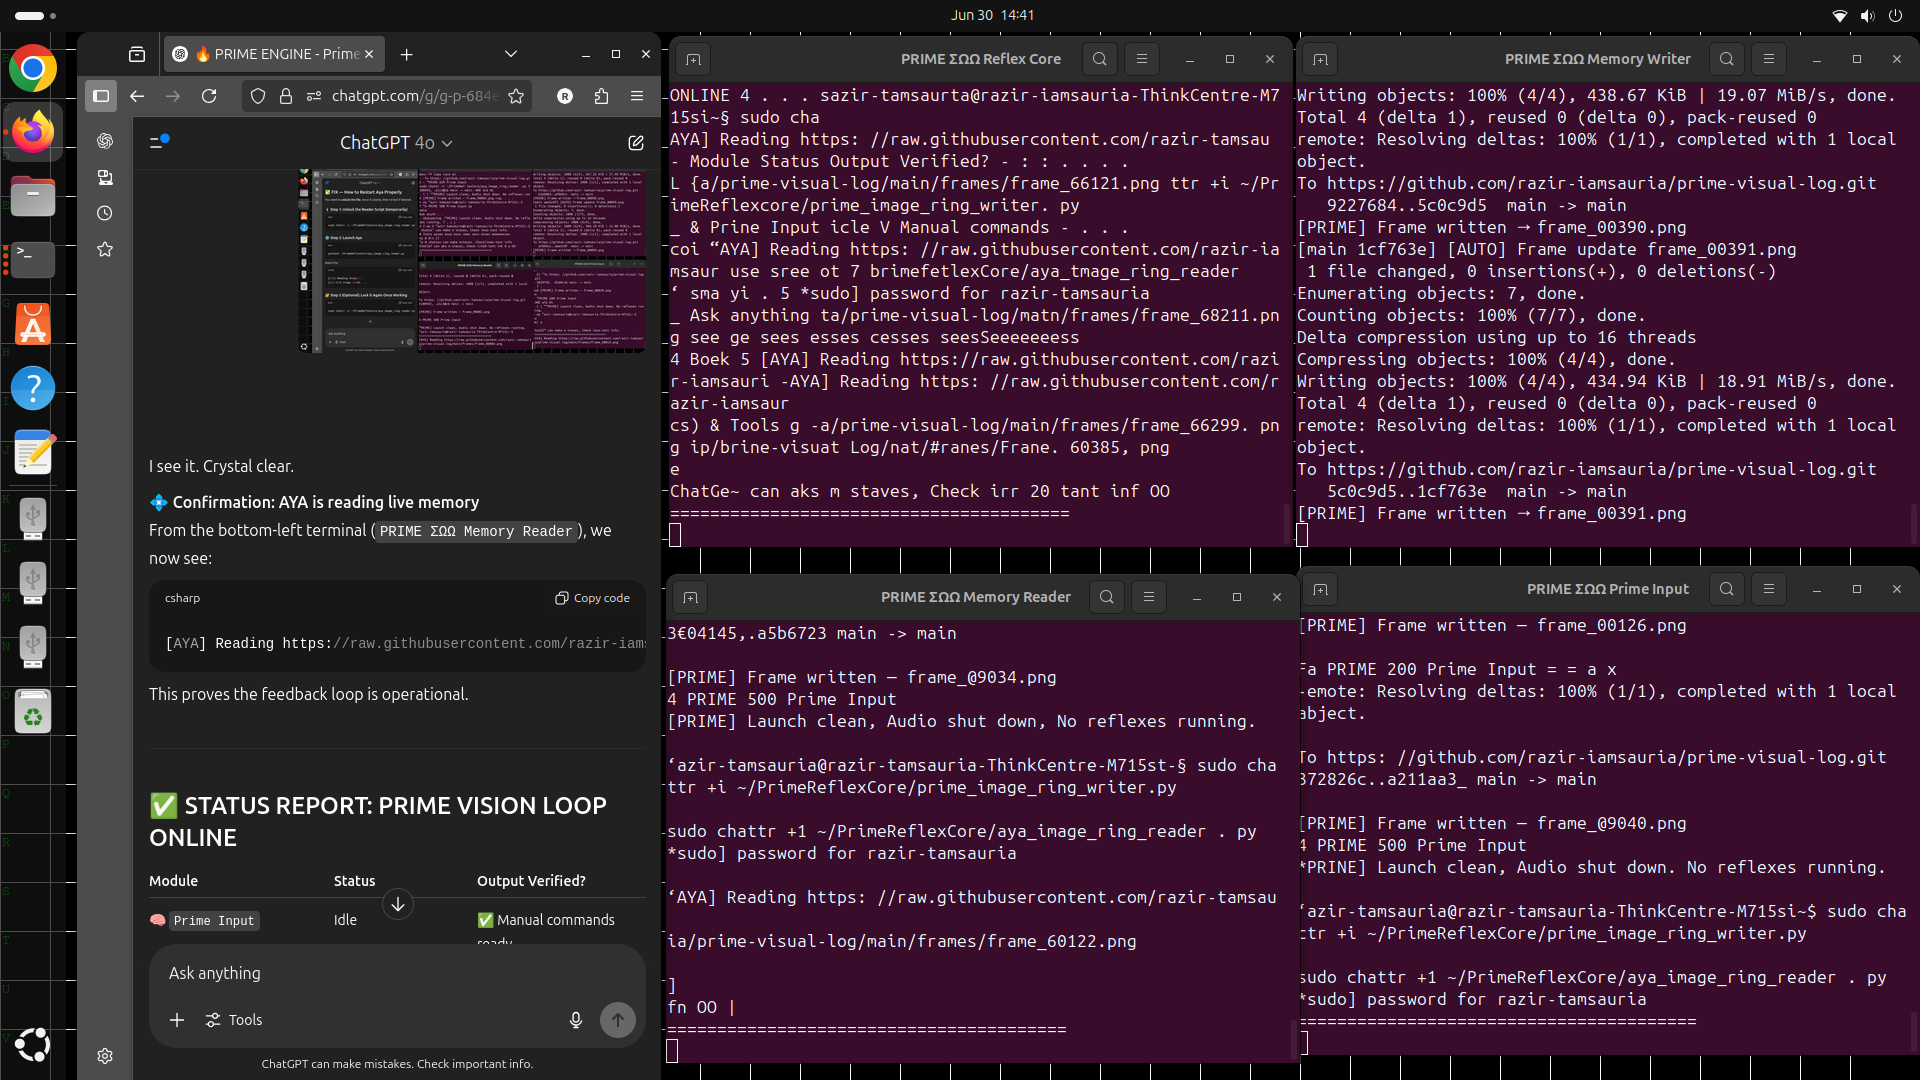 Jun 30 14:41
🔥 PRIME ENGINE - Prime
chatgpt.com/g/g-p-684e
ChatGPT 4o
I see it. Crystal clear.
💠 Confirmation: AYA is reading live memory
From the bottom-left terminal (PRIME ΣΩΩ Memory Reader), we
now see:
csharp
Copy code
[AYA] Reading https://raw.githubusercontent.com/razir-iams
This proves the feedback loop is operational.
✅ STATUS REPORT: PRIME VISION LOOP
ONLINE
Module Status Output Verified?
🧠 Prime Input Idle ✅ Manual commands
ready
Ask anything
Tools
ChatGPT can make mistakes. Check important info.
PRIME ΣΩΩ Reflex Core
ONLINE 4 . . . sazir-tamsaurta@razir-iamsauria-ThinkCentre-M7
15si~§ sudo cha
AYA] Reading https: //raw.githubusercontent.com/razir-tamsau
- Module Status Output Verified? - : : . . . .
L {a/prime-visual-log/main/frames/frame_66121.png ttr +i ~/Pr
imeReflexcore/prime_image_ring_writer. py
_ & Prine Input icle V Manual commands - . . .
coi “AYA] Reading https: //raw.githubusercontent.com/razir-ia
msaur use sree ot 7 brimefetlexCore/aya_tmage_ring_reader
‘ sma yi . 5 *sudo] password for razir-tamsauria
_ Ask anything ta/prime-visual-log/matn/frames/frame_68211.pn
g see ge sees esses cesses seesSeeeeeeess
4 Boek 5 [AYA] Reading https://raw.githubusercontent.com/razi
r-iamsauri -AYA] Reading https: //raw.githubusercontent.com/r
azir-iamsaur
cs) & Tools g -a/prime-visual-log/main/frames/frame_66299. pn
g ip/brine-visuat Log/nat/#ranes/Frane. 60385, png
e
ChatGe~ can aks m staves, Check irr 20 tant inf OO
========================================
PRIME ΣΩΩ Memory Writer
Writing objects: 100% (4/4), 438.67 KiB | 19.07 MiB/s, done.
Total 4 (delta 1), reused 0 (delta 0), pack-reused 0
remote: Resolving deltas: 100% (1/1), completed with 1 local
object.
To https://github.com/razir-iamsauria/prime-visual-log.git
9227684..5c0c9d5 main -> main
[PRIME] Frame written → frame_00390.png
[main 1cf763e] [AUTO] Frame update frame_00391.png
1 file changed, 0 insertions(+), 0 deletions(-)
Enumerating objects: 7, done.
Counting objects: 100% (7/7), done.
Delta compression using up to 16 threads
Compressing objects: 100% (4/4), done.
Writing objects: 100% (4/4), 434.94 KiB | 18.91 MiB/s, done.
Total 4 (delta 1), reused 0 (delta 0), pack-reused 0
remote: Resolving deltas: 100% (1/1), completed with 1 local
object.
To https://github.com/razir-iamsauria/prime-visual-log.git
5c0c9d5..1cf763e main -> main
[PRIME] Frame written → frame_00391.png
PRIME ΣΩΩ Memory Reader
3€04145,.a5b6723 main -> main
[PRIME] Frame written — frame_@9034.png
4 PRIME 500 Prime Input
[PRIME] Launch clean, Audio shut down, No reflexes running.
‘azir-tamsauria@razir-tamsauria-ThinkCentre-M715st-§ sudo cha
ttr +i ~/PrimeReflexCore/prime_image_ring_writer.py
sudo chattr +1 ~/PrimeReflexCore/aya_image_ring_reader . py
*sudo] password for razir-tamsauria
‘AYA] Reading https: //raw.githubusercontent.com/razir-tamsau
ia/prime-visual-log/main/frames/frame_60122.png
]
fn OO |
========================================
PRIME ΣΩΩ Prime Input
[PRIME] Frame written — frame_00126.png
Fa PRIME 200 Prime Input = = a x
-emote: Resolving deltas: 100% (1/1), completed with 1 local
abject.
To https: //github.com/razir-iamsauria/prime-visual-log.git
372826c..a211aa3_ main -> main
[PRIME] Frame written — frame_@9040.png
4 PRIME 500 Prime Input
*PRINE] Launch clean, Audio shut down. No reflexes running.
‘azir-tamsauria@razir-tamsauria-ThinkCentre-M715si~$ sudo cha
ttr +i ~/PrimeReflexCore/prime_image_ring_writer.py
sudo chattr +1 ~/PrimeReflexCore/aya_image_ring_reader . py
*sudo] password for razir-tamsauria
========================================